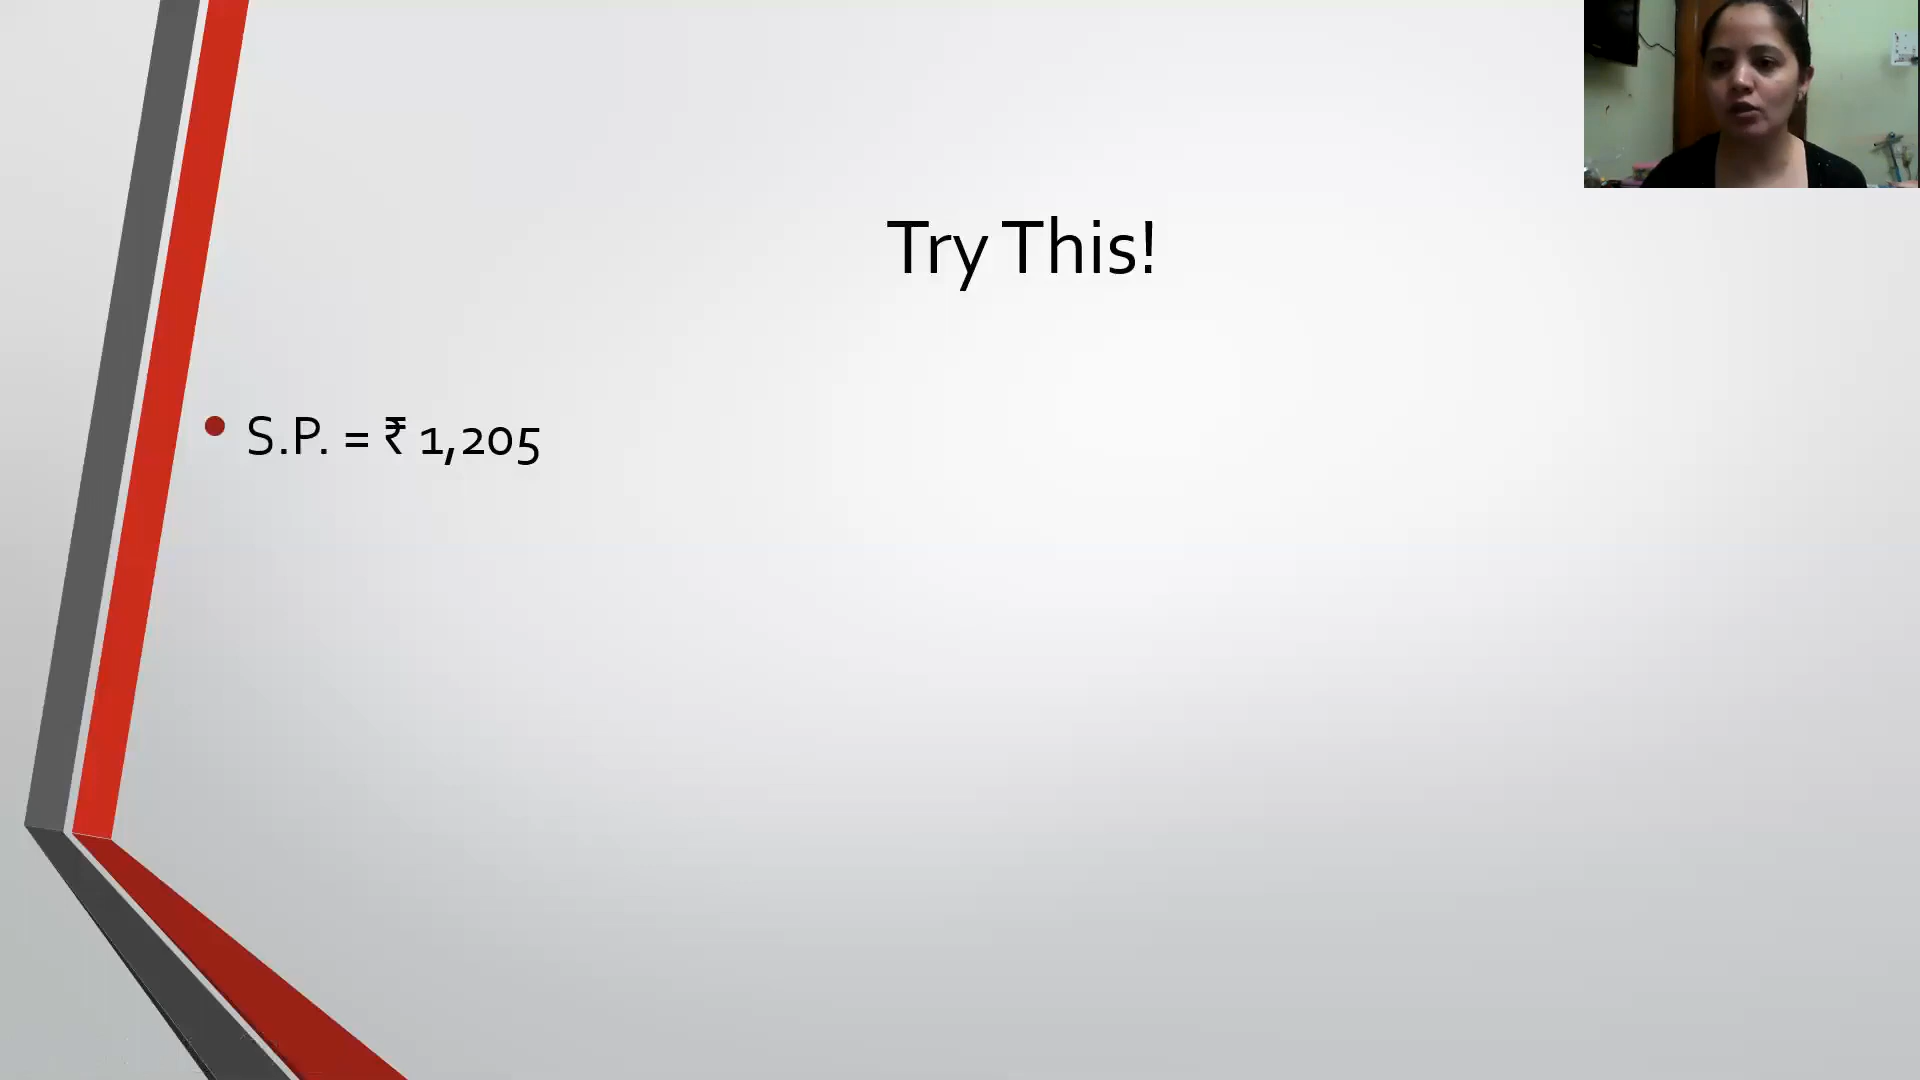 Try This!
S.P. = ₹ 1,205